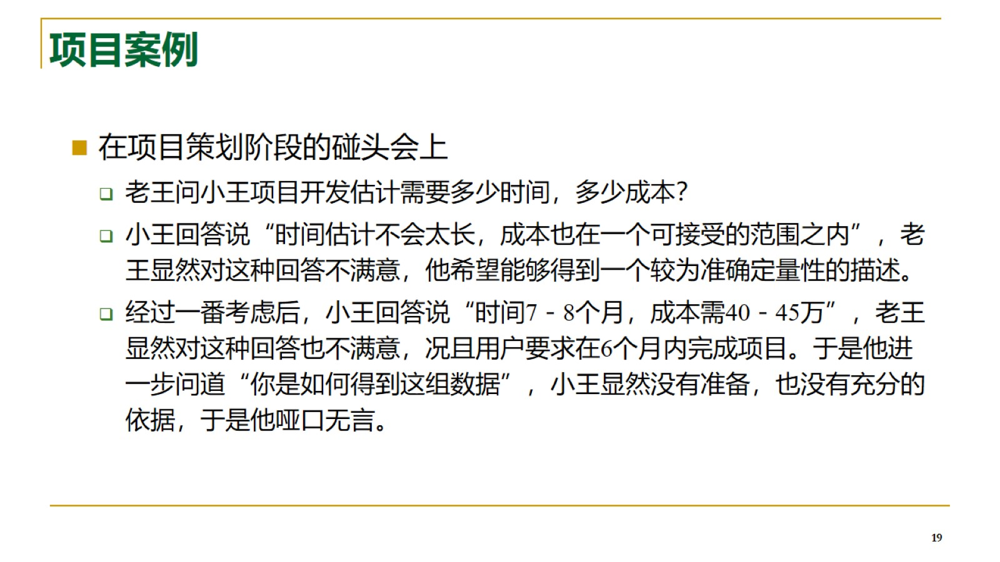 项目案例
在项目策划阶段的碰头会上
老王问小王项目开发估计需要多少时间，多少成本?
小王回答说“时间估计不会太长，成本也在一个可接受的范围之内”，老
王显然对这种回答不满意，他希望能够得到一个较为准确定量性的描述。
经过一番考虑后，小王回答说“时间7－8个月，成本需40－45万”，老王
显然对这种回答也不满意，况且用户要求在6个月内完成项目。于是他进
一步问道“你是如何得到这组数据”，小王显然没有准备，也没有充分的
依据，于是他哑口无言。
19